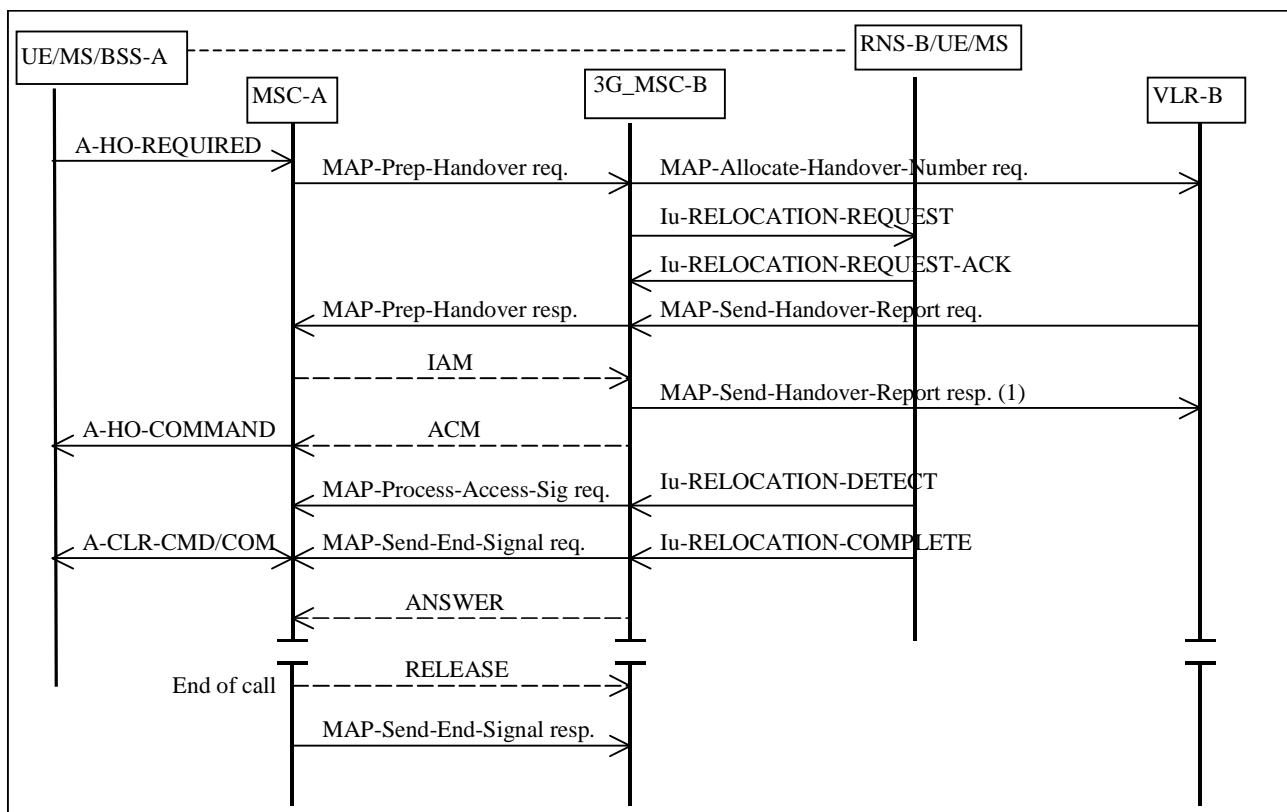 UE/MS/BSS-A
RNS-B/UE/MS
MSC-A
3G_MSC-B
VLR-B
A-HO-REQUIRED
MAP-Prep-Handover req.
MAP-Allocate-Handover-Number req.
Iu-RELOCATION-REQUEST
Iu-RELOCATION-REQUEST-ACK
MAP-Prep-Handover resp.
MAP-Send-Handover-Report req.
IAM
MAP-Send-Handover-Report resp. (1)
A-HO-COMMAND
ACM
MAP-Process-Access-Sig req.
Iu-RELOCATION-DETECT
A-CLR-CMD/COM
MAP-Send-End-Signal req.
Iu-RELOCATION-COMPLETE
ANSWER
RELEASE
End of call
MAP-Send-End-Signal resp.